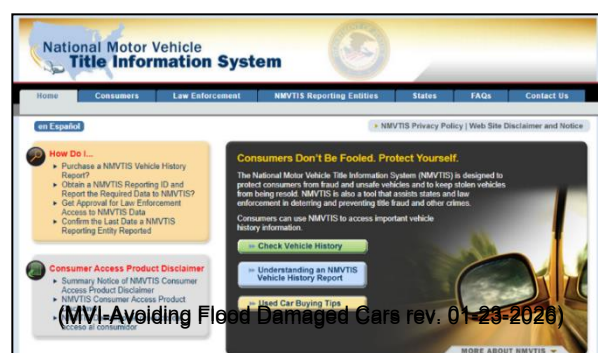 National Motor Vehicle
Title Information System
Home Consumers Law Enforcement NMVTIS Reporting Entities States FAQs Contact Us
en Español
NMVTIS Privacy Policy | Web Site Disclaimer and Notice
How Do I...
Purchase a NMVTIS Vehicle History
Report?
Obtain a NMVTIS Reporting ID and
Report the Required Data to NMVTIS?
Get Approval for Law Enforcement
Access to NMVTIS Data
Confirm the Last Date a NMVTIS
Reporting Entity Reported
Consumer Access Product Disclaimer
Summary Notice of NMVTIS Consumer
Access Product Disclaimer
NMVTIS Consumer Access Product
acceso al consumidor
Consumers Don't Be Fooled. Protect Yourself.
The National Motor Vehicle Title Information System (NMVTIS) is designed to
protect consumers from fraud and unsafe vehicles and to keep stolen vehicles
from being resold. NMVTIS is also a tool that assists states and law
enforcement in deterring and preventing title fraud and other crimes.
Consumers can use NMVTIS to access important vehicle
history information.
Check Vehicle History
Understanding an NMVTIS
Vehicle History Report
Used Car Buying Tips
(MVI-Avoiding Flood Damaged Cars rev. 01-23-2026)
MORE ABOUT NMVTIS